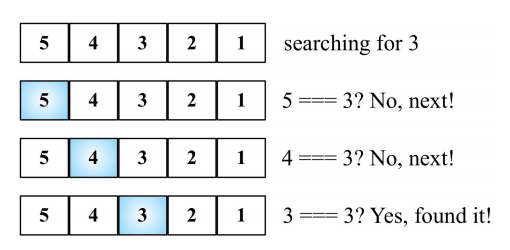 5 4 3 2 1 searching for 3
5 4 3 2 1 5 === 3? No, next!
5 4 3 2 1 4 === 3? No, next!
5 4 3 2 1 3 === 3? Yes, found it!